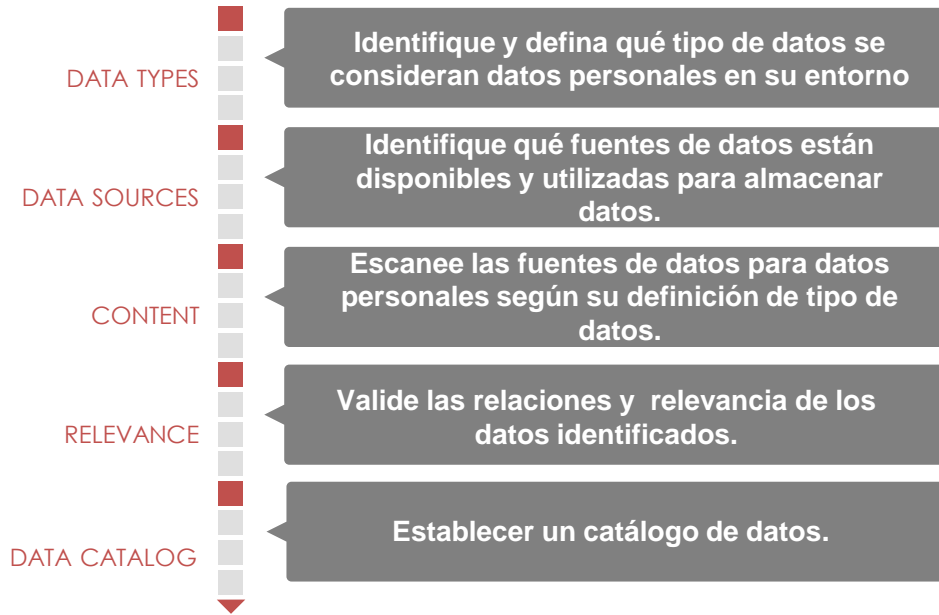 DATA TYPES
Identifique y defina qué tipo de datos se
consideran datos personales en su entorno
DATA SOURCES
Identifique qué fuentes de datos están
disponibles y utilizadas para almacenar
datos.
CONTENT
Escanee las fuentes de datos para datos
personales según su definición de tipo de
datos.
RELEVANCE
Valide las relaciones y relevancia de los
datos identificados.
DATA CATALOG
Establecer un catálogo de datos.